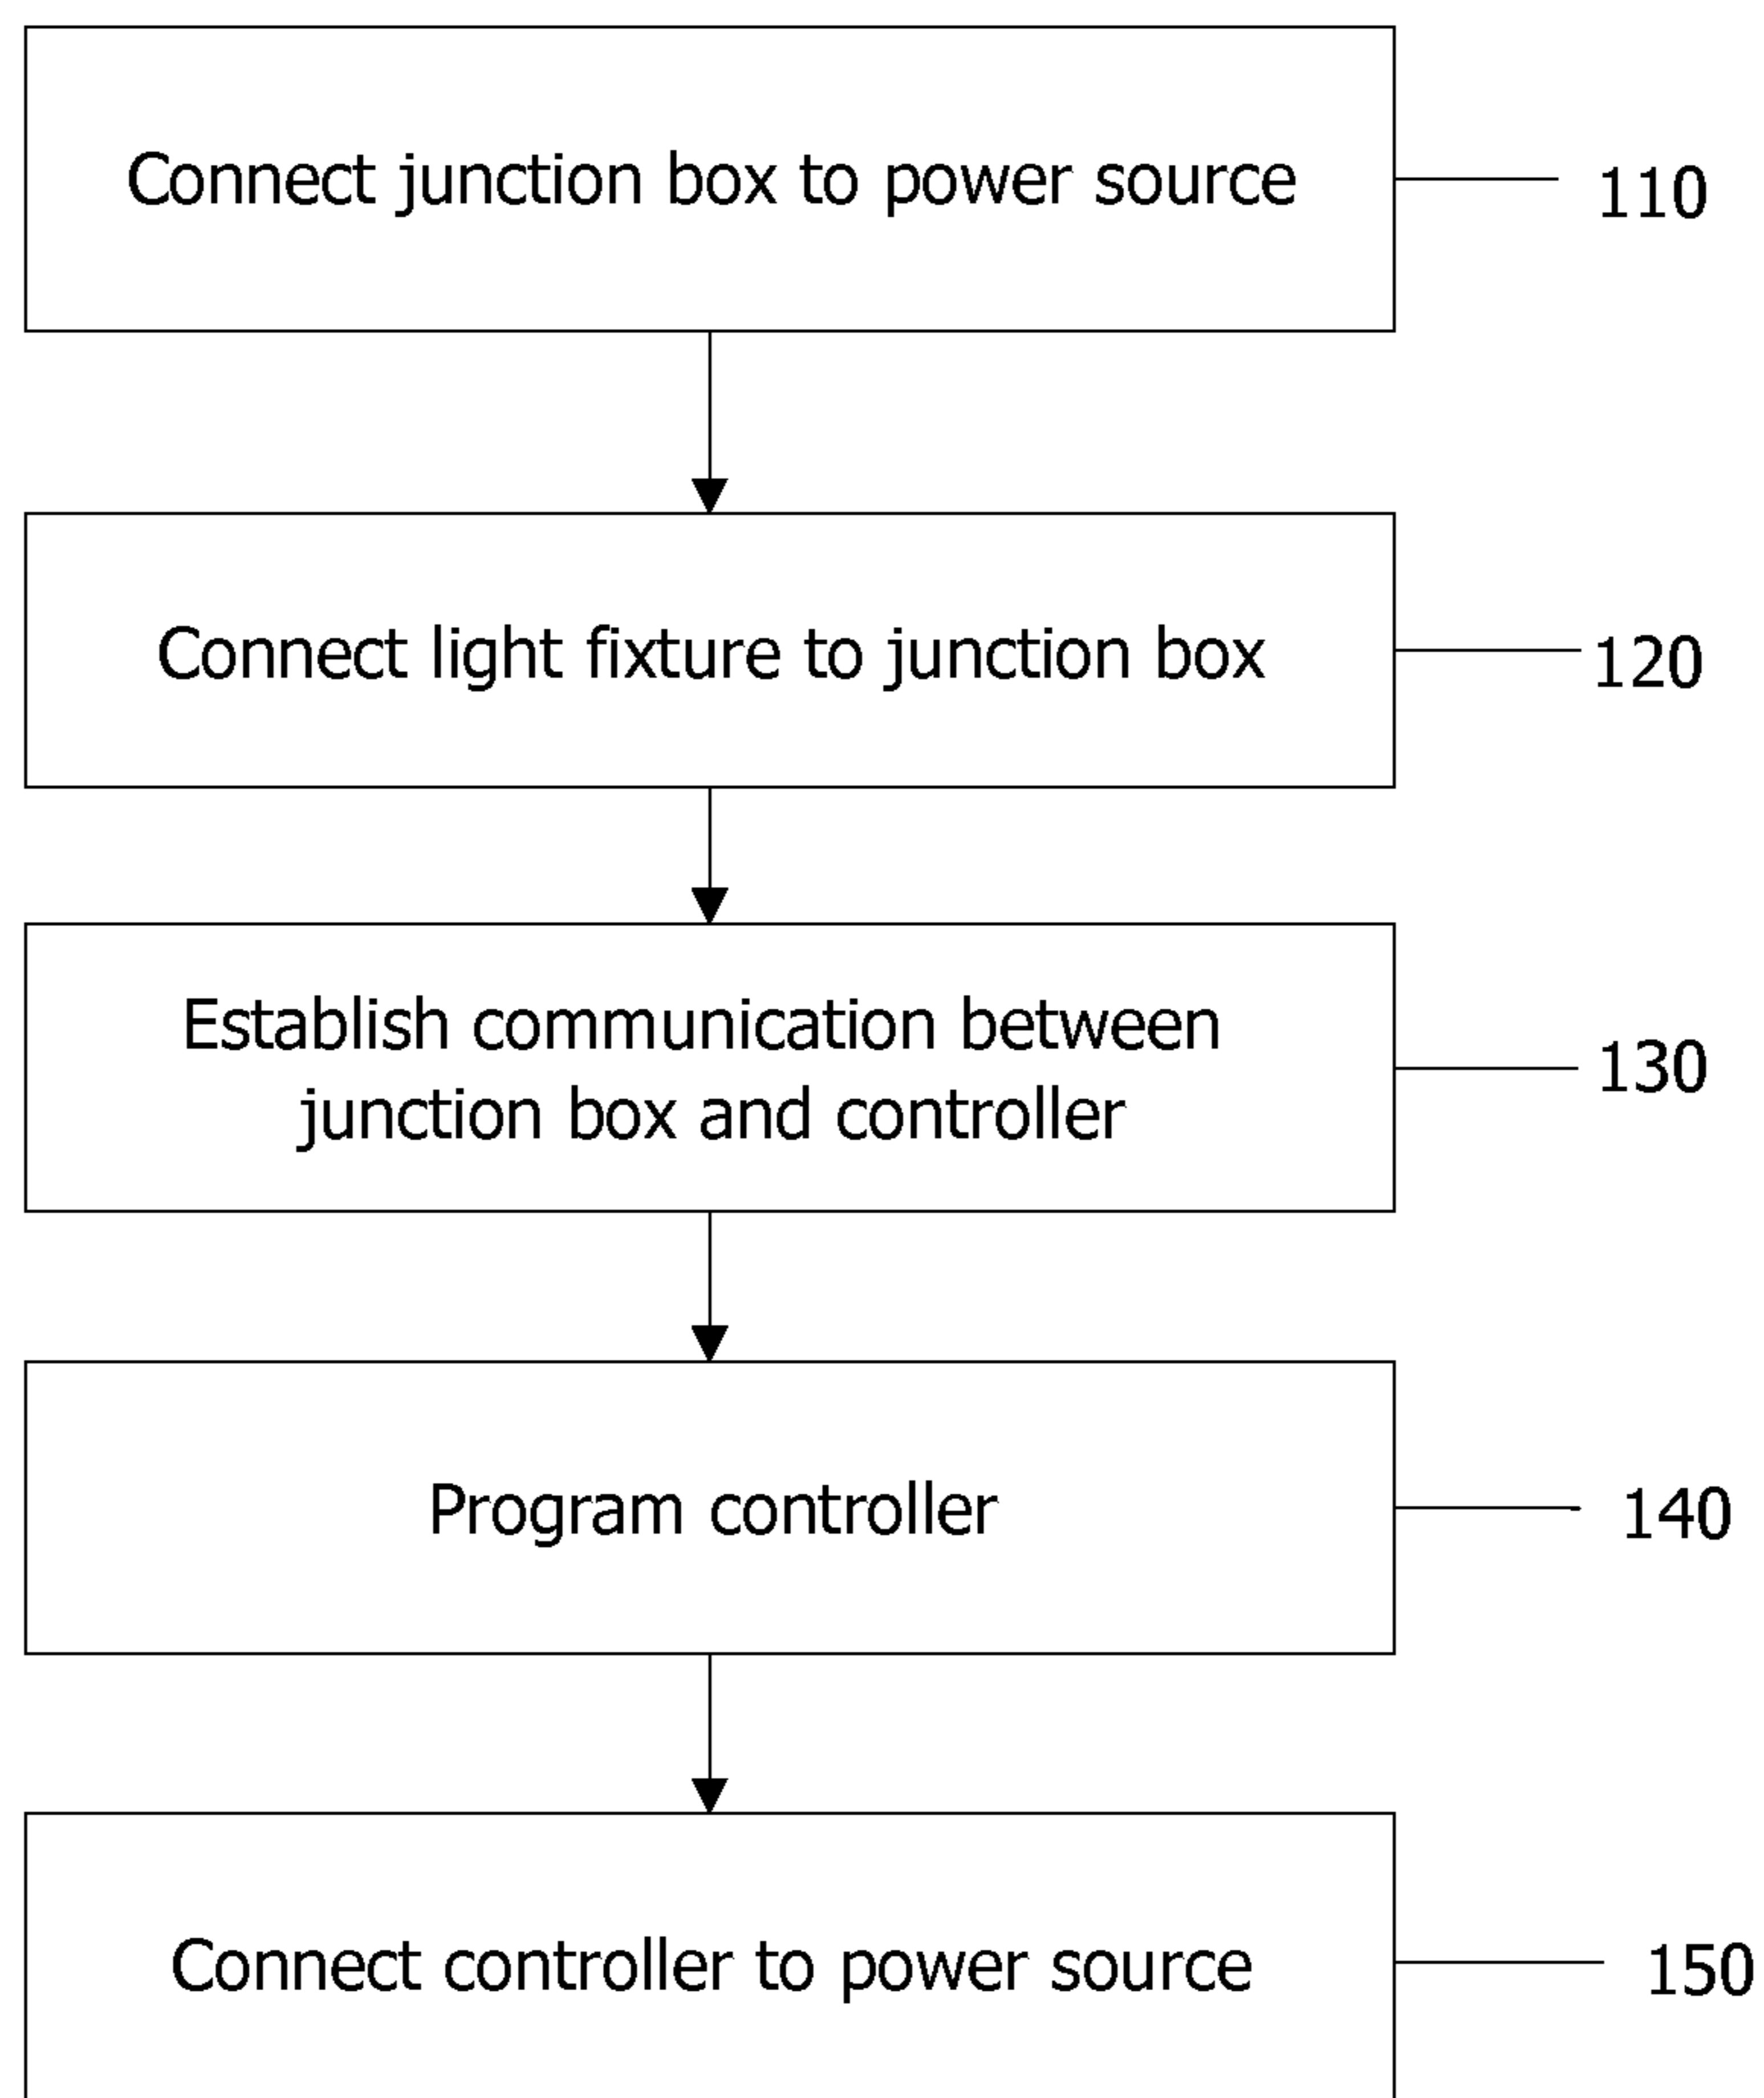 Connect junction box to power source
110
Connect light fixture to junction box
120
Establish communication between
junction box and controller
130
Program controller
140
Connect controller to power source
150